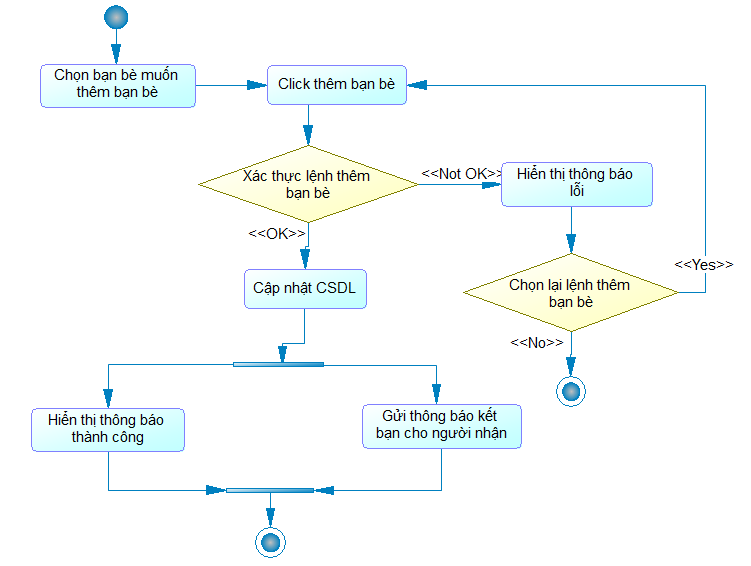 Chọn bạn bè muốn
thêm bạn bè
Click thêm bạn bè
Xác thực lệnh thêm
bạn bè
<<Not OK>>
Hiển thị thông báo
lỗi
<<OK>>
Cập nhật CSDL
Chọn lại lệnh thêm
bạn bè
<<Yes>>
<<No>>
Hiển thị thông báo
thành công
Gửi thông báo kết
bạn cho người nhận